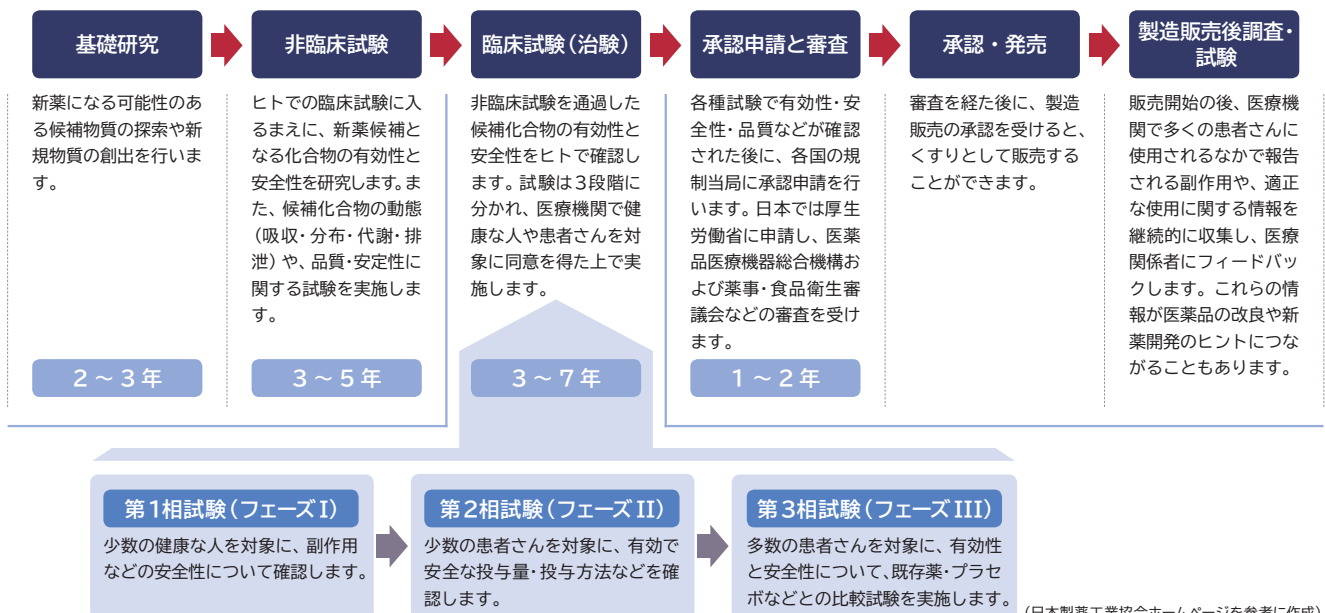 基礎研究
新薬になる可能性のあ
る候補物質の探索や新
規物質の創出を行いま
す。
2～3年
非臨床試験
ヒトでの臨床試験に入
るまえに、新薬候補と
なる化合物の有効性と
安全性を研究します。ま
た、候補化合物の動態
（吸収・分布・代謝・排
泄）や、品質・安定性に
関する試験を実施しま
す。
3～5年
臨床試験（治験）
非臨床試験を通過した
候補化合物の有効性と
安全性をヒトで確認し
ます。試験は3段階に
分かれ、医療機関で健
康な人や患者さんを対
象に同意を得た上で実
施します。
3～7年
承認申請と審査
各種試験で有効性・安
全性・品質などが確認
された後に、各国の規
制当局に承認申請を行
います。日本では厚生
労働省に申請し、医薬
品医療機器総合機構お
よび薬事・食品衛生審
議会などの審査を受け
ます。
1～2年
承認・発売
審査を経た後に、製造
販売の承認を受けると、
くすりとして販売する
ことができます。
製造販売後調査・
試験
販売開始の後、医療機
関で多くの患者さんに
使用されるなかで報告
される副作用や、適正
な使用に関する情報を
継続的に収集し、医療
関係者にフィードバッ
クします。これらの情
報が医薬品の改良や新
薬開発のヒントにつな
がることもあります。
第1相試験（フェーズI）
少数の健康な人を対象に、副作用
などの安全性について確認します。
第2相試験（フェーズII）
少数の患者さんを対象に、有効で
安全な投与量・投与方法などを確
認します。
第3相試験（フェーズIII）
多数の患者さんを対象に、有効性
と安全性について、既存薬・プラセ
ボなどとの比較試験を実施します。
（日本製薬工業協会ホームページを参考に作成）